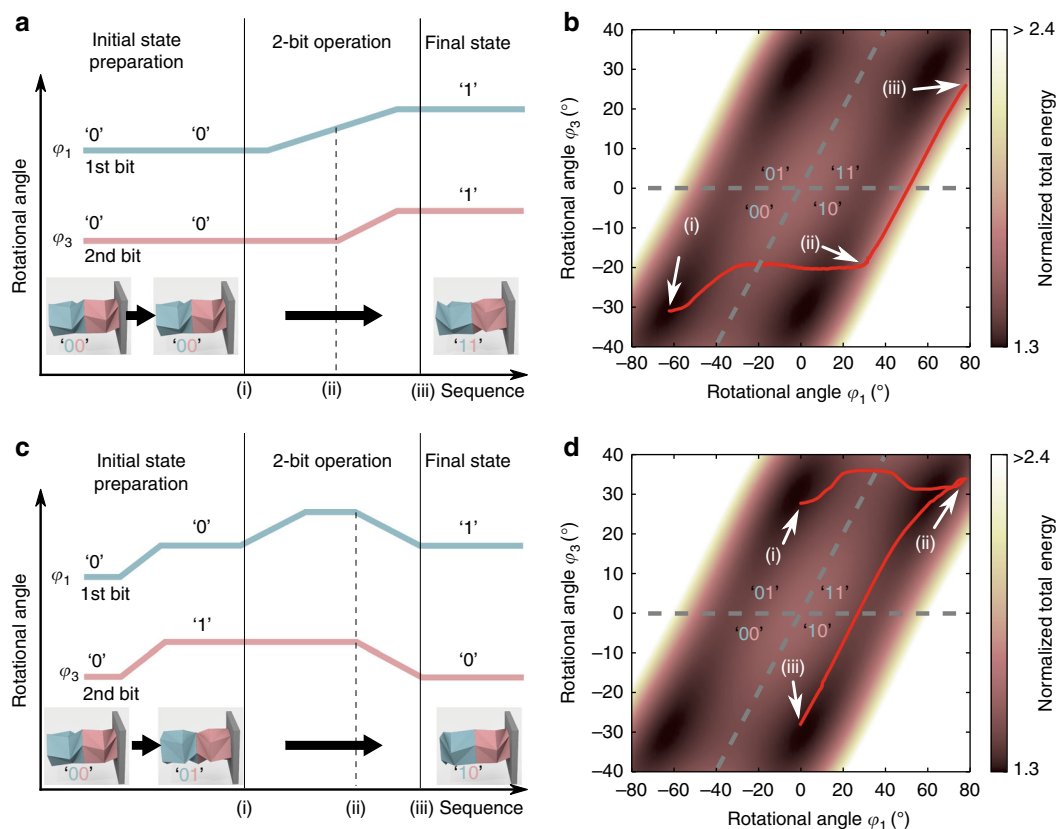 a
Initial state
preparation
2-bit operation
Final state
Rotational angle
φ1
'0'
'0'
1st bit
'1'
φ3
'0'
'0'
2nd bit
'1'
'00'
'00'
'11'
(i)
(ii)
(iii) Sequence
b
Rotational angle φ3 (°)
40
30
20
10
0
−10
−20
−30
−40
(iii)
'01'
'11'
'00'
'10'
(i)
(ii)
−80
−60
−40
−20
0
20
40
60
80
Rotational angle φ1 (°)
> 2.4
Normalized total energy
1.3
c
Initial state
preparation
2-bit operation
Final state
Rotational angle
'0'
'1'
φ1
'0'
1st bit
'1'
φ3
'0'
2nd bit
'0'
'00'
'01'
'10'
(i)
(ii)
(iii) Sequence
d
Rotational angle φ3 (°)
40
30
20
10
0
−10
−20
−30
−40
(i)
(ii)
'01'
'11'
'00'
'10'
(iii)
−80
−60
−40
−20
0
20
40
60
80
Rotational angle φ1 (°)
>2.4
Normalized total energy
1.3